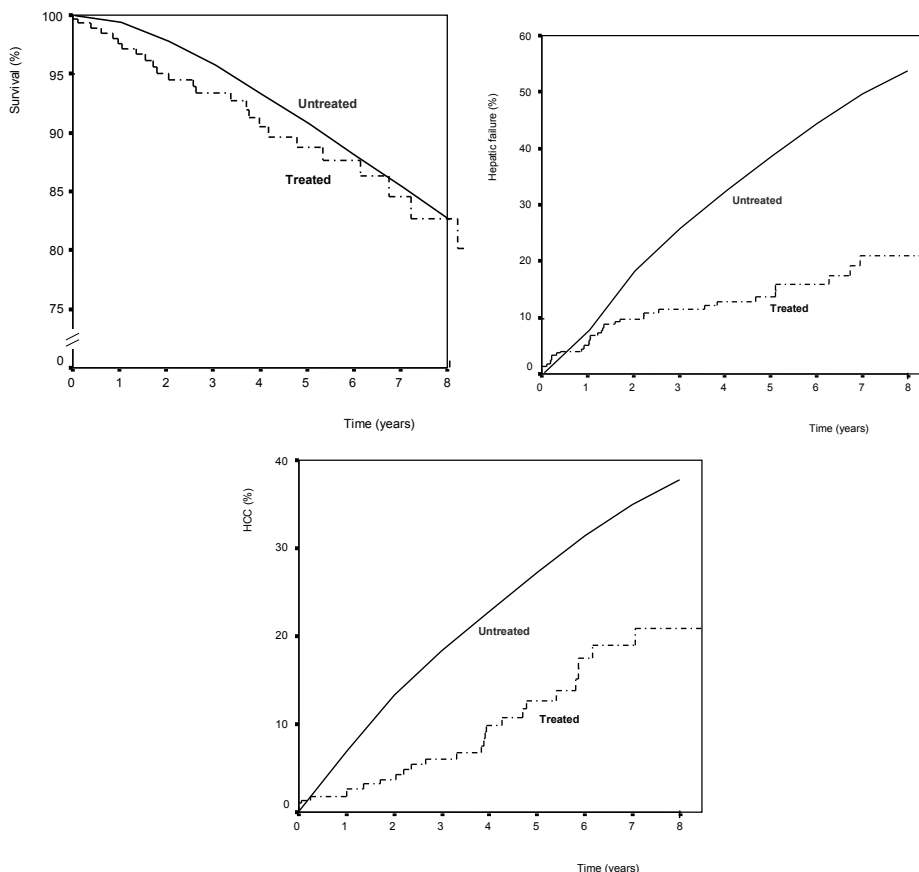 Survival (%)
100
95
90
85
80
75
0
Untreated
Treated
0 1 2 3 4 5 6 7 8
Time (years)
Hepatic failure (%)
60
50
40
30
20
10
0
Untreated
Treated
0 1 2 3 4 5 6 7 8
Time (years)
HCC (%)
40
30
20
10
0
Untreated
Treated
0 1 2 3 4 5 6 7 8
Time (years)